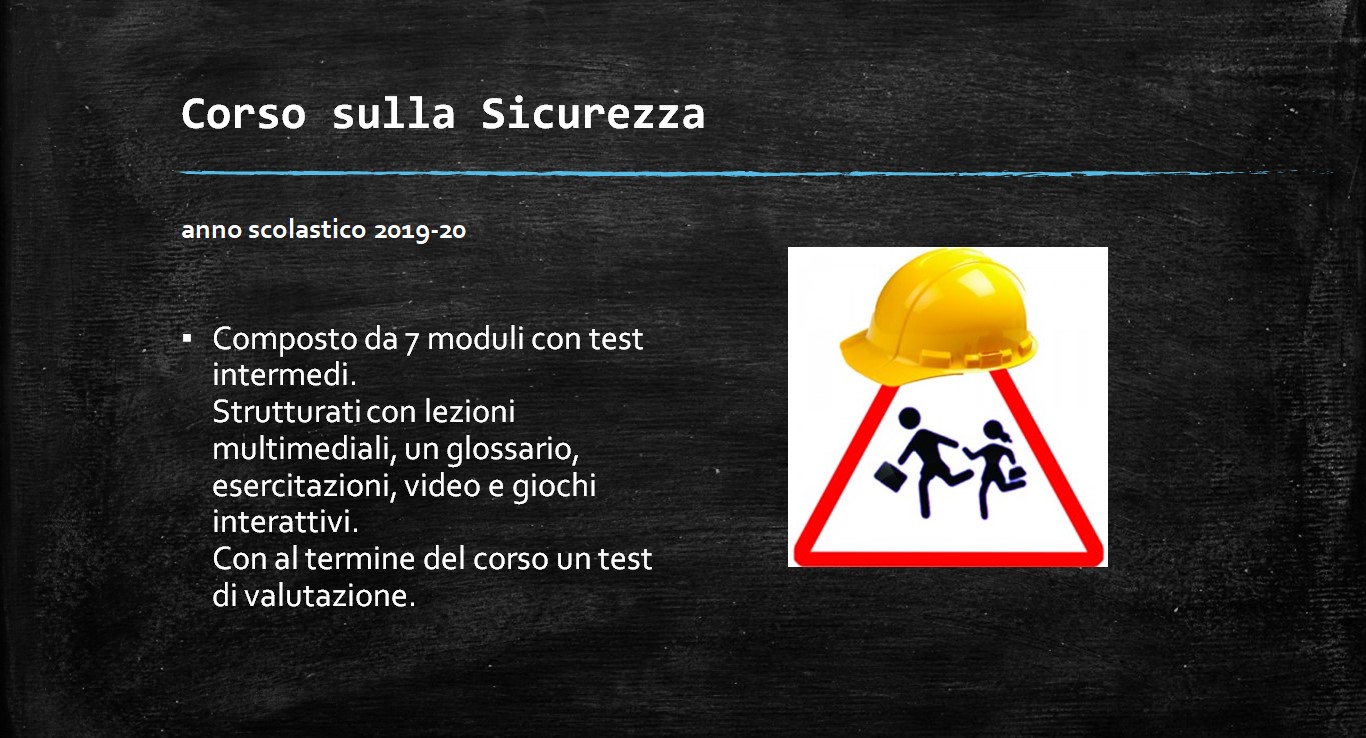 Corso sulla Sicurezza
anno scolastico 2019-20
▪ Composto da 7 moduli con test
intermedi.
Strutturati con lezioni
multimediali, un glossario,
esercitazioni, video e giochi
interattivi.
Con al termine del corso un test
di valutazione.